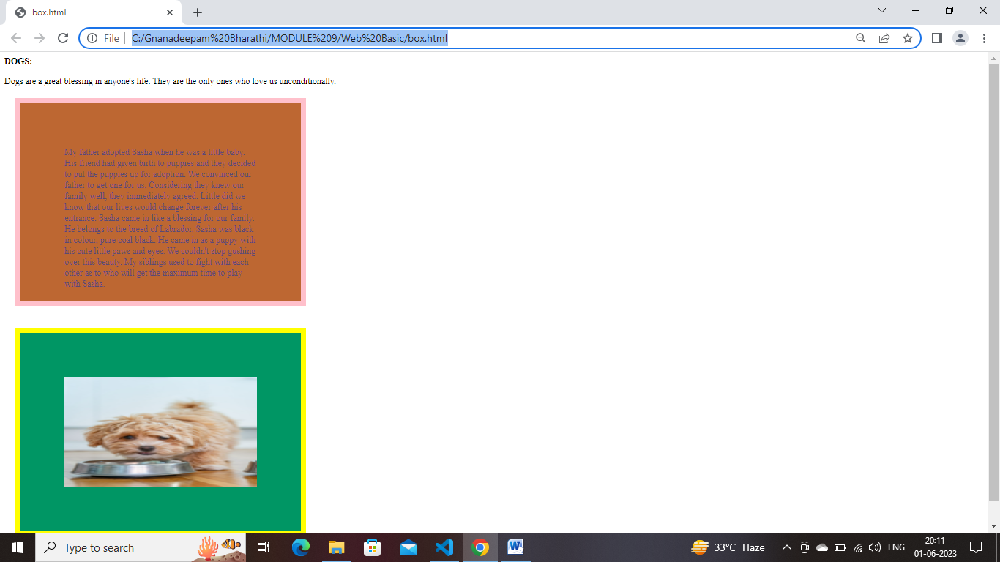 box.html
File
C:/Gnanadeepam%20Bharathi/MODULE%209/Web%20Basic/box.html
DOGS:
Dogs are a great blessing in anyone's life. They are the only ones who love us unconditionally.
My father adopted Sasha when he was a little baby.
His friend had given birth to puppies and they decided
to put the puppies up for adoption. We convinced our
father to get one for us. Considering they knew our
family well, they immediately agreed. Little did we
know that our lives would change forever after his
entrance. Sasha came in like a blessing for our family.
He belongs to the breed of Labrador. Sasha was black
in colour, pure coal black. He came in as a puppy with
his cute little paws and eyes. We couldn't stop gushing
over this beauty. My siblings used to fight with each
other as to who will get the maximum time to play
with Sasha.
Type to search
33°C Haze
ENG
20:11
01-06-2023